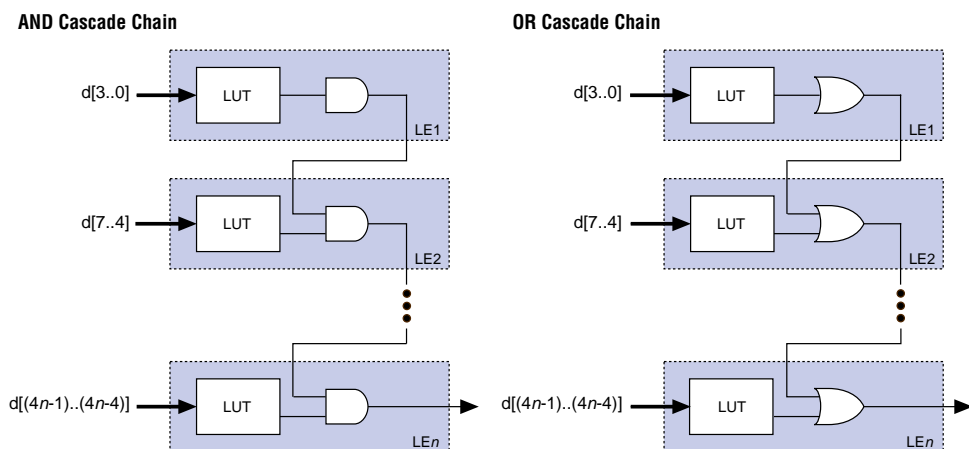 AND Cascade Chain
d[3..0]
LUT
LE1
d[7..4]
LUT
LE2
d[(4n-1)..(4n-4)]
LUT
LEn
OR Cascade Chain
d[3..0]
LUT
LE1
d[7..4]
LUT
LE2
d[(4n-1)..(4n-4)]
LUT
LEn